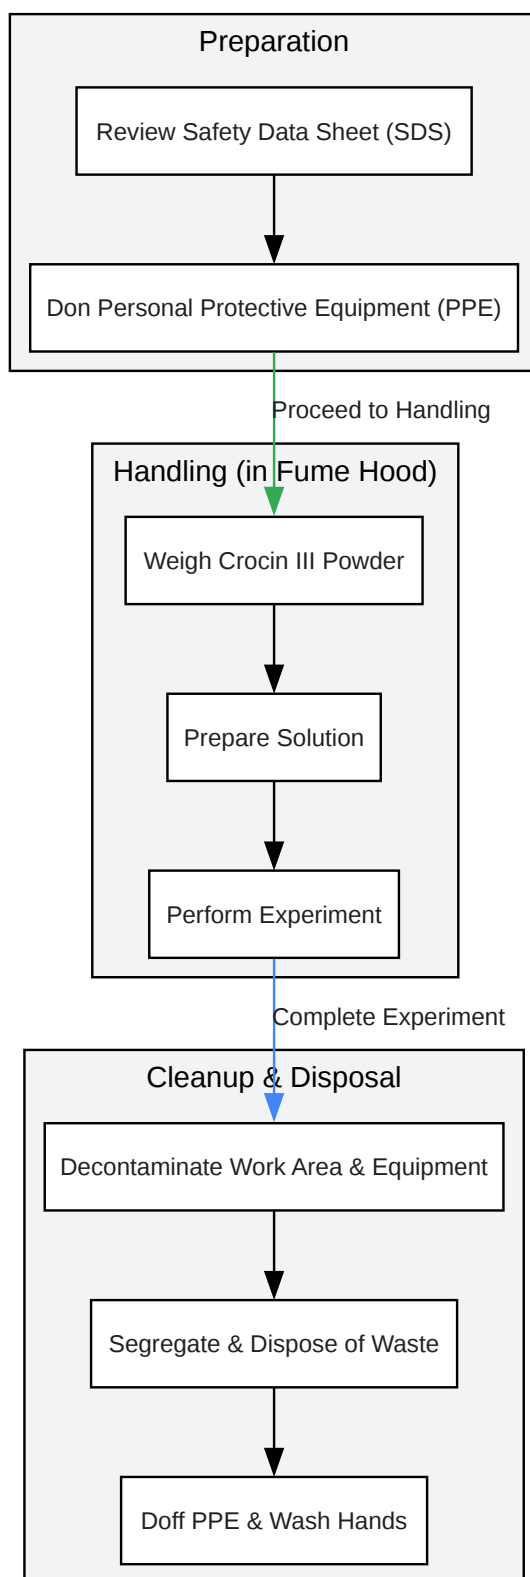 Preparation
Review Safety Data Sheet (SDS)
Don Personal Protective Equipment (PPE)
Proceed to Handling
Handling (in Fume Hood)
Weigh Crocin III Powder
Prepare Solution
Perform Experiment
Complete Experiment
Cleanup & Disposal
Decontaminate Work Area & Equipment
Segregate & Dispose of Waste
Doff PPE & Wash Hands